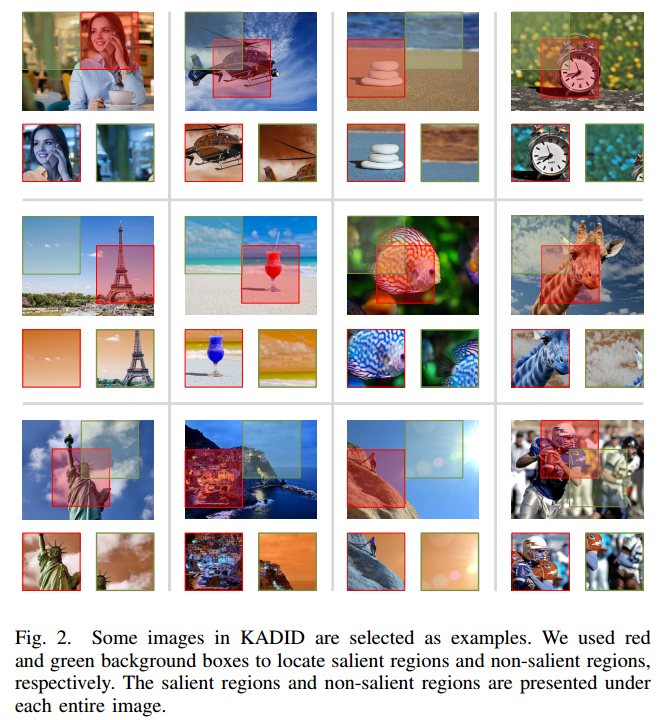 Fig. 2. Some images in KADID are selected as examples. We used red
and green background boxes to locate salient regions and non-salient regions,
respectively. The salient regions and non-salient regions are presented under
each entire image.